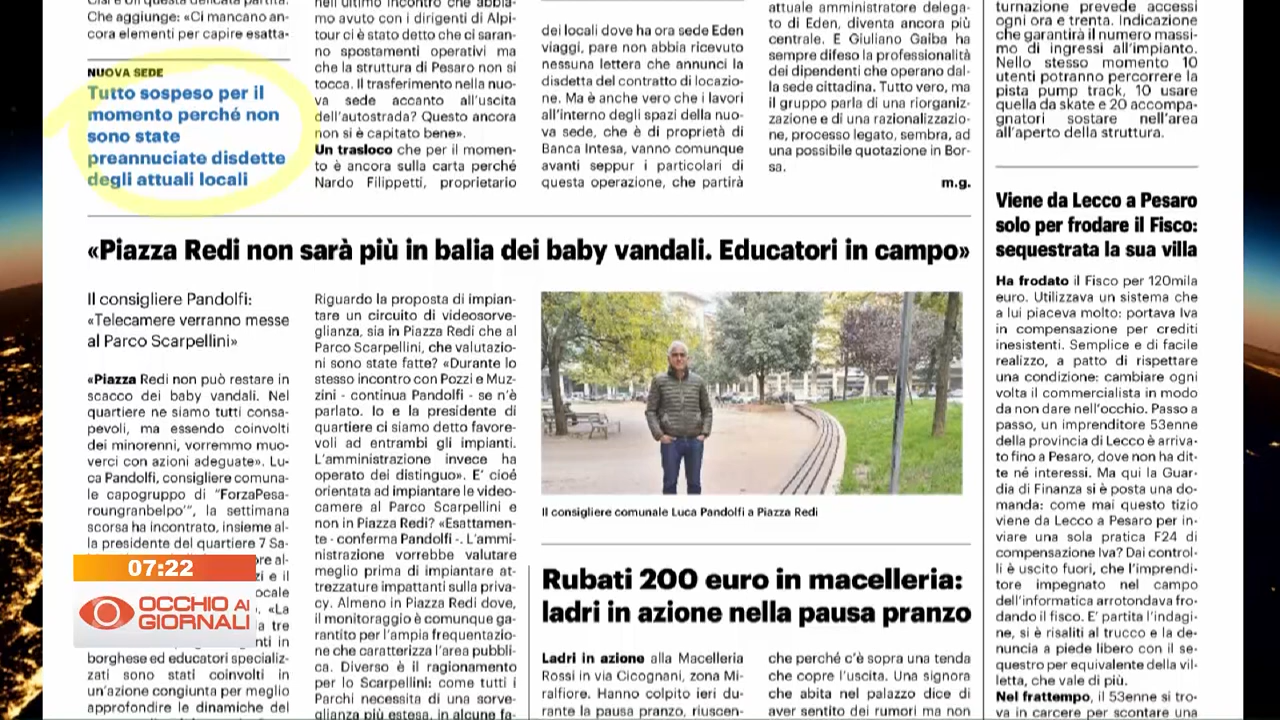 Che aggiunge: «Ci mancano an-
cora elementi per capire esatta-
NUOVA SEDE
Tutto sospeso per il
momento perché non
sono state
preannuciate disdette
degli attuali locali
nell'ultimo incontro che abbia-
mo avuto con i dirigenti di Alpi-
tour ci è stato detto che ci saran-
no spostamenti operativi ma
che la struttura di Pesaro non si
tocca. Il trasferimento nella nuo-
va sede accanto all'uscita
dell'autostrada? Questo ancora
non si è capitato bene».
Un trasloco che per il momen-
to è ancora sulla carta perché
Nardo Filippetti, proprietario
dei locali dove ha ora sede Eden
viaggi, pare non abbia ricevuto
nessuna lettera che annunci la
disdetta del contratto di locazio-
ne. Ma è anche vero che i lavori
all'interno degli spazi della nuo-
va sede, che è di proprietà di
Banca Intesa, vanno comunque
avanti seppur i particolari di
questa operazione, che partirà
attuale amministratore delega-
to di Eden, diventa ancora più
centrale. E Giuliano Gaiba ha
sempre difeso la professionalità
dei dipendenti che operano dal-
la sede cittadina. Tutto vero, ma
il gruppo parla di una riorganiz-
zazione e di una razionalizzazio-
ne, processo legato, sembra, ad
una possibile quotazione in Bor-
sa.
m.g.
turnazione prevede accessi
ogni ora e trenta. Indicazione
che garantirà il numero massi-
mo di ingressi all'impianto.
Nello stesso momento 10
utenti potranno percorrere la
pista pump track, 10 usare
quella da skate e 20 accompa-
gnatori sostare nell'area
all'aperto della struttura.
«Piazza Redi non sarà più in balia dei baby vandali. Educatori in campo»
Il consigliere Pandolfi:
«Telecamere verranno messe
al Parco Scarpellini»
«Piazza Redi non può restare in
scacco dei baby vandali. Nel
quartiere ne siamo tutti consa-
pevoli, ma essendo coinvolti
dei minorenni, vorremmo muo-
verci con azioni adeguate». Lu-
ca Pandolfi, consigliere comuna-
le capogruppo di "ForzaPesa-
roungranbelpo'", la settimana
scorsa ha incontrato, insieme al-
la presidente del quartiere 7 Sa-
re al-
zi e il
ocale
, «La
ia tre
nti in
borghese ed educatori specializ-
zati sono stati coinvolti in
un'azione congiunta per meglio
approfondire le dinamiche del
Riguardo la proposta di impian-
tare un circuito di videosorve-
glianza, sia in Piazza Redi che al
Parco Scarpellini, che valutazio-
ni sono state fatte? «Durante lo
stesso incontro con Pozzi e Muz-
zini - continua Pandolfi - se n'è
parlato. Io e la presidente di
quartiere ci siamo detto favore-
voli ad entrambi gli impianti.
L'amministrazione invece ha
operato dei distinguo». E' cioé
orientata ad impiantare le video-
camere al Parco Scarpellini e
non in Piazza Redi? «Esattamen-
te - conferma Pandolfi -. L'ammi-
nistrazione vorrebbe valutare
meglio prima di impiantare at-
trezzature impattanti sulla priva-
cy. Almeno in Piazza Redi dove,
il monitoraggio è comunque ga-
rantito per l'ampia frequentazio-
ne che caratterizza l'area pubbli-
ca. Diverso è il ragionamento
per lo Scarpellini: come tutti i
Parchi necessita di una sorve-
glianza più estesa, in alcune fa-
Il consigliere comunale Luca Pandolfi a Piazza Redi
Rubati 200 euro in macelleria:
ladri in azione nella pausa pranzo
Ladri in azione alla Macelleria
Rossi in via Cicognani, zona Mi-
ralfiore. Hanno colpito ieri du-
rante la pausa pranzo, riuscen-
che perché c'è sopra una tenda
che copre l'uscita. Una signora
che abita nel palazzo dice di
aver sentito dei rumori ma non
Viene da Lecco a Pesaro
solo per frodare il Fisco:
sequestrata la sua villa
Ha frodato il Fisco per 120mila
euro. Utilizzava un sistema che
a lui piaceva molto: portava Iva
in compensazione per crediti
inesistenti. Semplice e di facile
realizzo, a patto di rispettare
una condizione: cambiare ogni
volta il commercialista in modo
da non dare nell'occhio. Passo a
passo, un imprenditore 53enne
della provincia di Lecco è arriva-
to fino a Pesaro, dove non ha dit-
te né interessi. Ma qui la Guar-
dia di Finanza si è posta una do-
manda: come mai questo tizio
viene da Lecco a Pesaro per in-
viare una sola pratica F24 di
compensazione Iva? Dai control-
li è uscito fuori, che l'imprendi-
tore impegnato nel campo
dell'informatica arrotondava fro-
dando il fisco. E' partita l'indagi-
ne, si è risaliti al trucco e la de-
nuncia a piede libero con il se-
questro per equivalente della vil-
letta, che vale di più.
Nel frattempo, il 53enne si tro-
va in carcere per scontare una
07:22
OCCHIO AI
GIORNALI